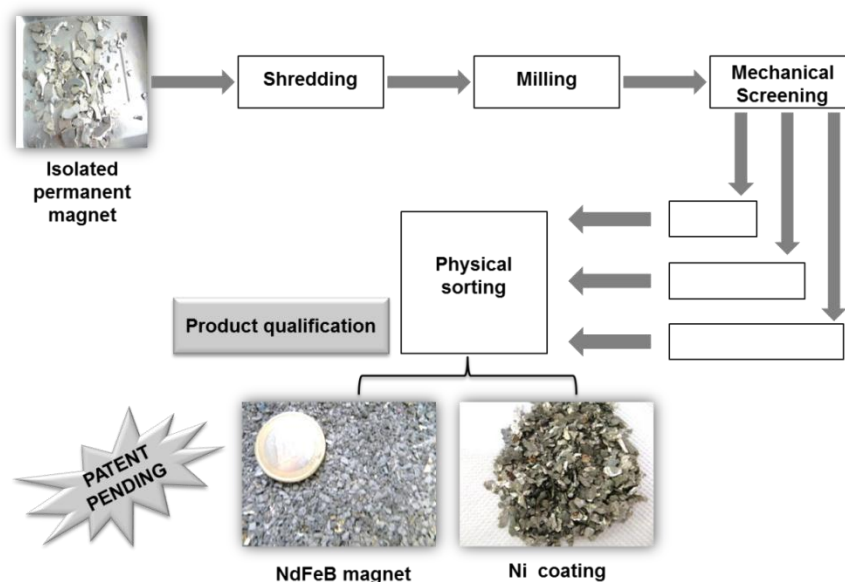 Shredding
Milling
Mechanical
Screening
Isolated
permanent
magnet
Physical
sorting
Product qualification
PATENT
PENDING
NdFeB magnet
Ni coating